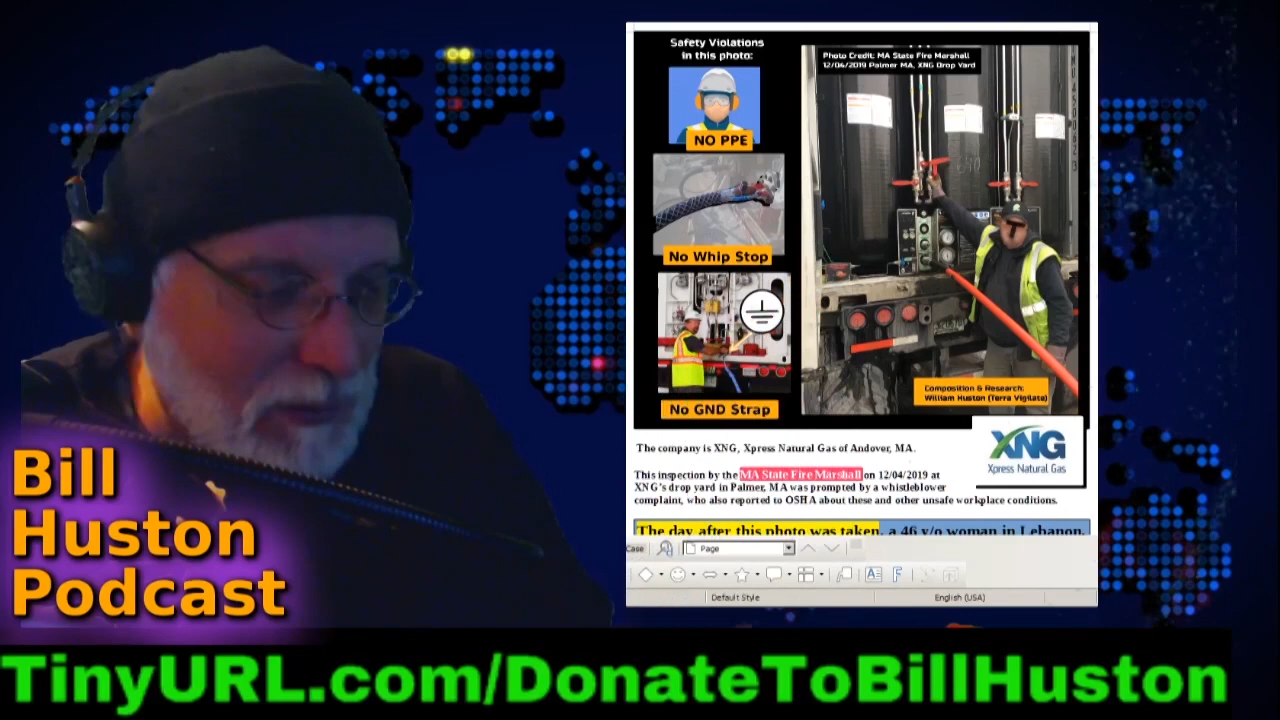 Safety Violations
in this photo:
NO PPE
No Whip Stop
No GND Strap
Photo Credit: MA State Fire Marshall
12/04/2019 Palmer MA, XNG Drop Yard
Composition & Research:
William Huston (Terra Vigilate)
XNG
Xpress Natural Gas
The company is XNG, Xpress Natural Gas of Andover, MA.
This inspection by the MA State Fire Marshall on 12/04/2019 at
XNG's drop yard in Palmer, MA was prompted by a whistleblower
complaint, who also reported to OSHA about these and other unsafe workplace conditions.
The day after this photo was taken, a 46 y/o woman in Lebanon,
Case
Page
Default Style
English (USA)
Bill
Huston
Podcast
TinyURL.com/DonateToBillHuston